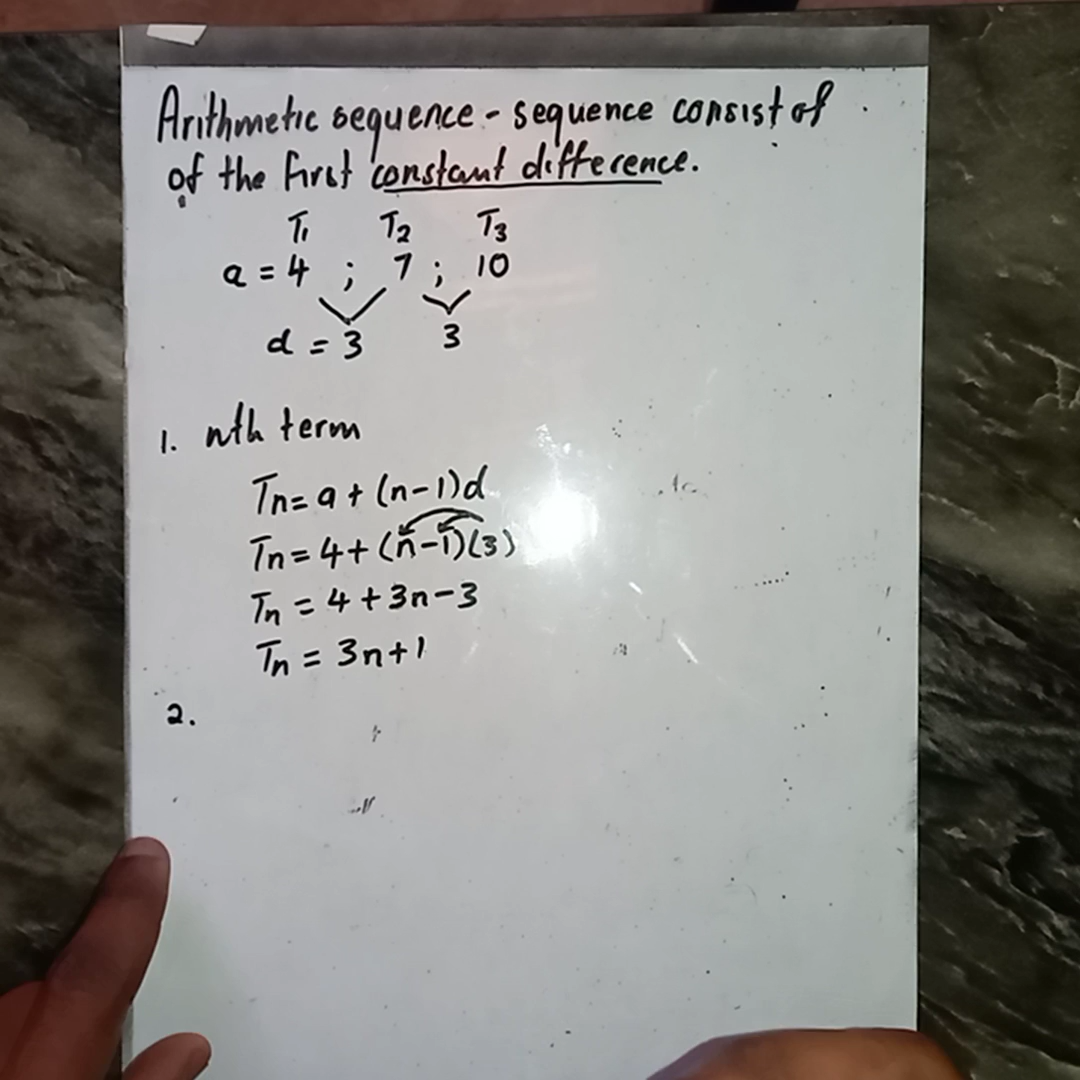 Arithmetic sequence - sequence consist of
of the first constant difference.
T₁ T₂ T₃
a = 4 ; 7 ; 10
d = 3 3
1. nth term
Tn = a + (n-1)d
Tn = 4 + (n-1)(3)
Tn = 4 + 3n - 3
Tn = 3n + 1
2.